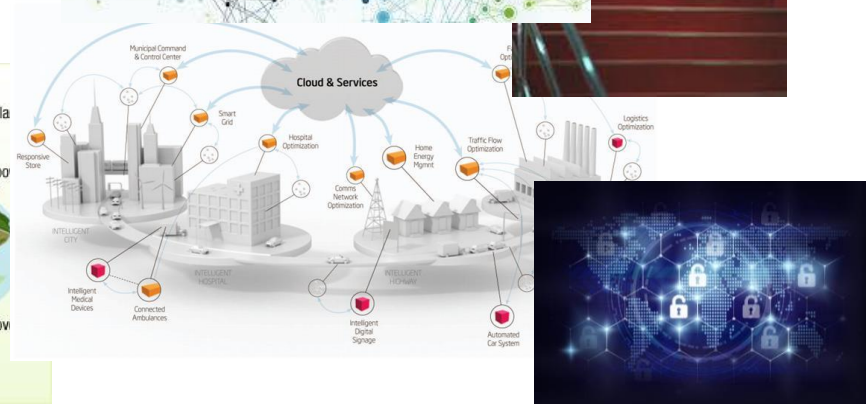 Municipal Command
& Control Center
Cloud & Services
Smart
Grid
Hospital
Optimization
Home
Energy
Mgmnt
Traffic Flow
Optimization
Logistics
Optimization
Responsive
Store
Comms
Network
Optimization
INTELLIGENT
CITY
INTELLIGENT
HOSPITAL
INTELLIGENT
HIGHWAY
Intelligent
Medical
Devices
Connected
Ambulances
Intelligent
Digital
Signage
Automated
Car System